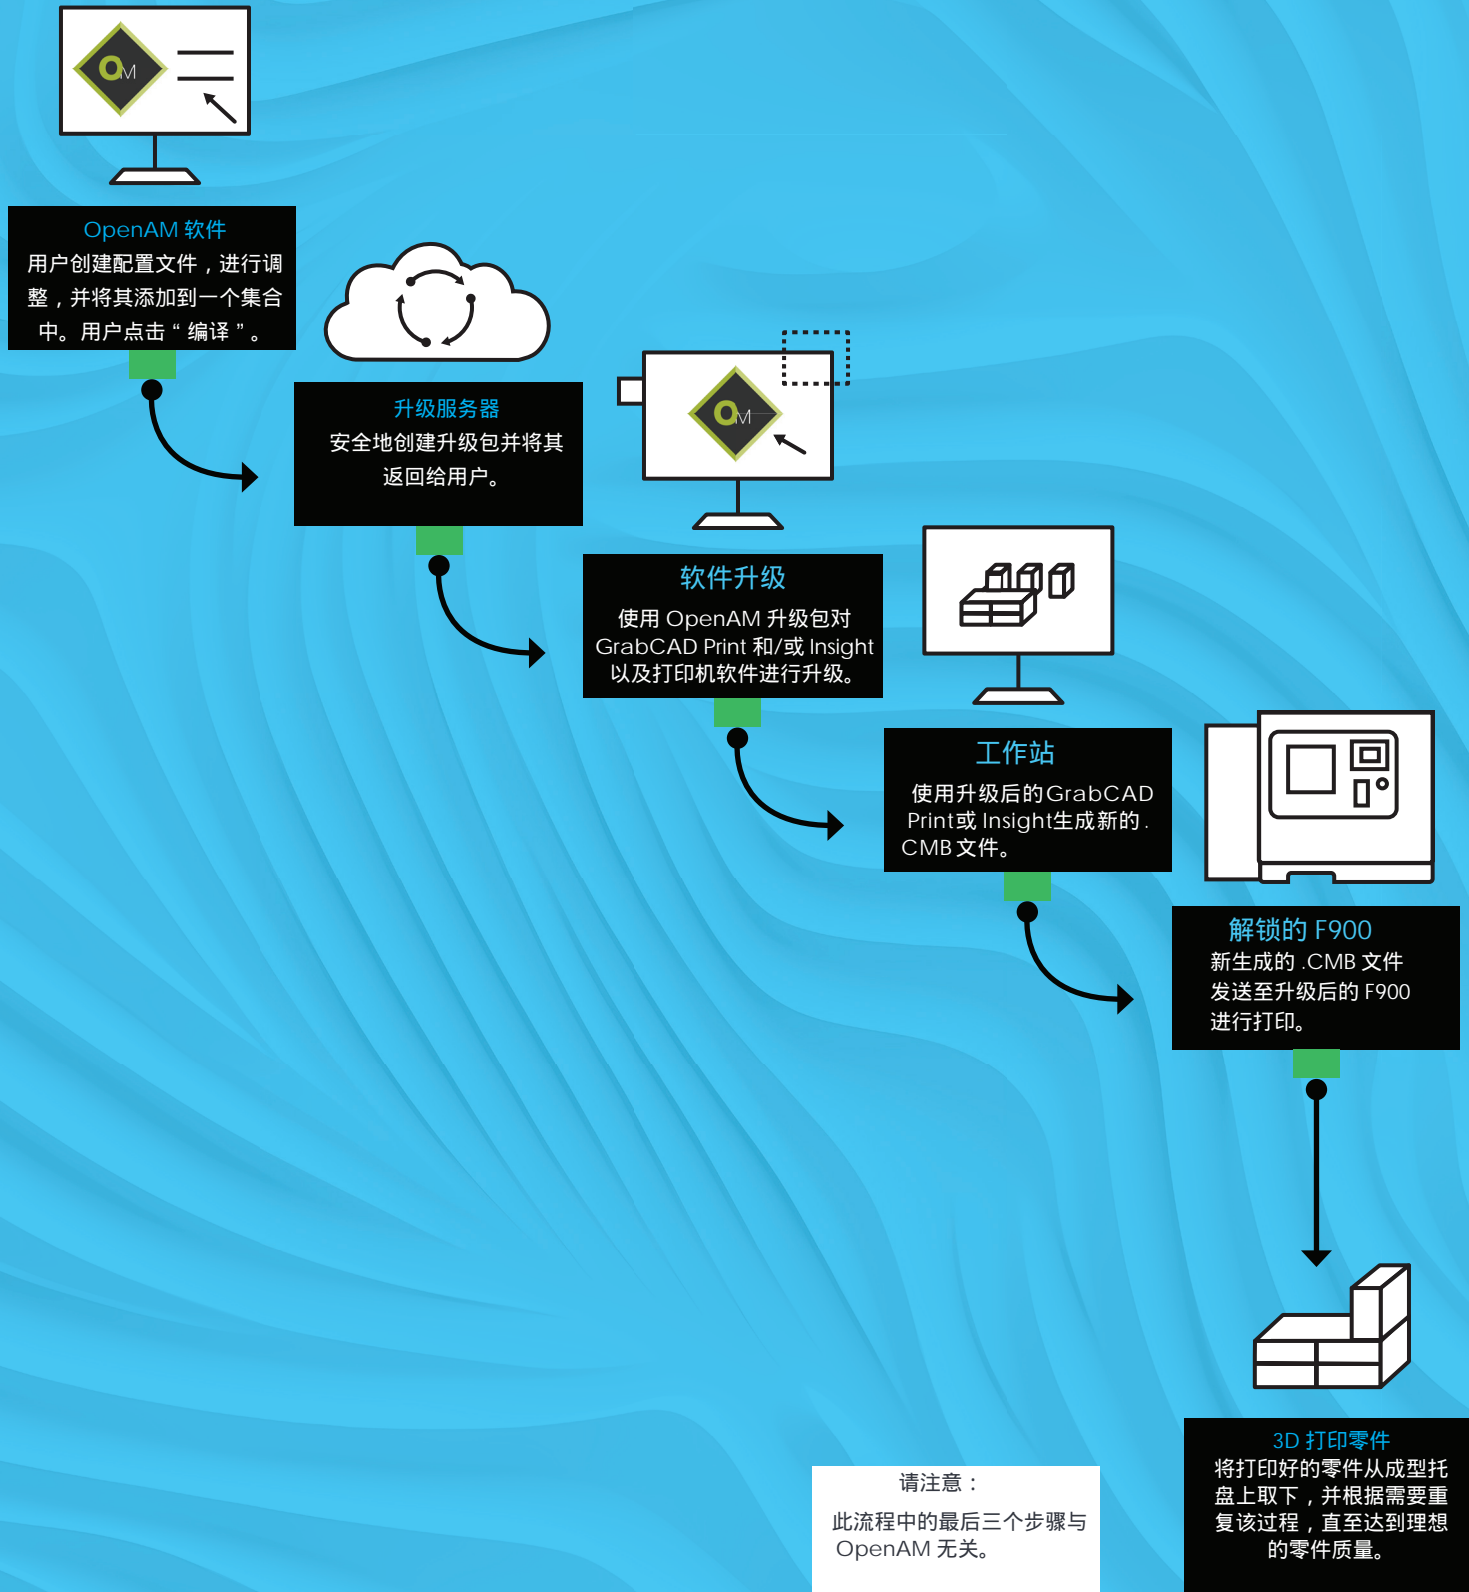 OM
OpenAM 软件
用户创建配置文件，进行调
整，并将其添加到一个集合
中。用户点击“编译”。
升级服务器
安全地创建升级包并将其
返回给用户。
OM
软件升级
使用 OpenAM 升级包对
GrabCAD Print 和/或 Insight
以及打印机软件进行升级。
工作站
使用升级后的GrabCAD
Print或 Insight生成新的 .
CMB 文件。
解锁的 F900
新生成的 .CMB 文件
发送至升级后的 F900
进行打印。
3D 打印零件
将打印好的零件从成型托
盘上取下，并根据需要重
复该过程，直至达到理想
的零件质量。
请注意：
此流程中的最后三个步骤与
OpenAM 无关。